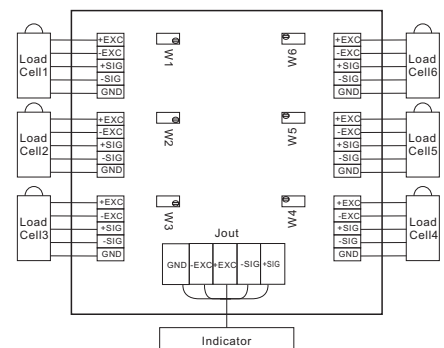 Load
Cell1
+EXC
-EXC
+SIG
-SIG
GND
W1
W6
+EXC
-EXC
+SIG
-SIG
GND
Load
Cell6
Load
Cell2
+EXC
-EXC
+SIG
-SIG
GND
W2
W5
+EXC
-EXC
+SIG
-SIG
GND
Load
Cell5
Load
Cell3
+EXC
-EXC
+SIG
-SIG
GND
W3
W4
+EXC
-EXC
+SIG
-SIG
GND
Load
Cell4
Jout
GND -EXC +EXC -SIG +SIG
Indicator